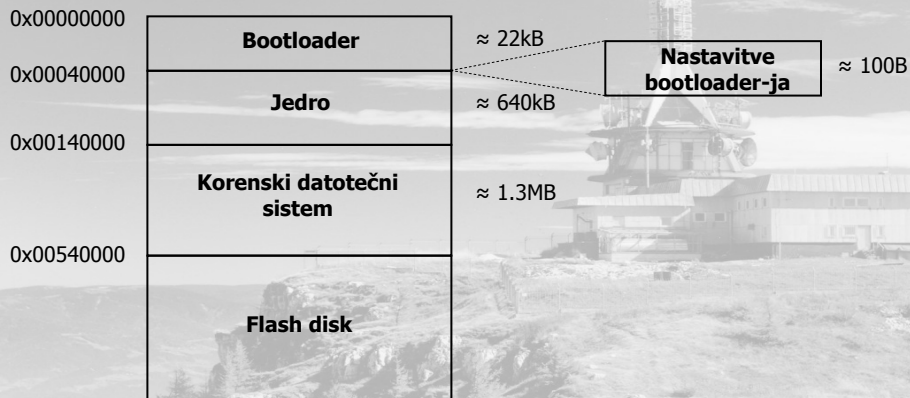 0x00000000
Bootloader
≈ 22kB
Nastavitve
bootloader-ja
≈ 100B
0x00040000
Jedro
≈ 640kB
0x00140000
Korenski datotečni
sistem
≈ 1.3MB
0x00540000
Flash disk